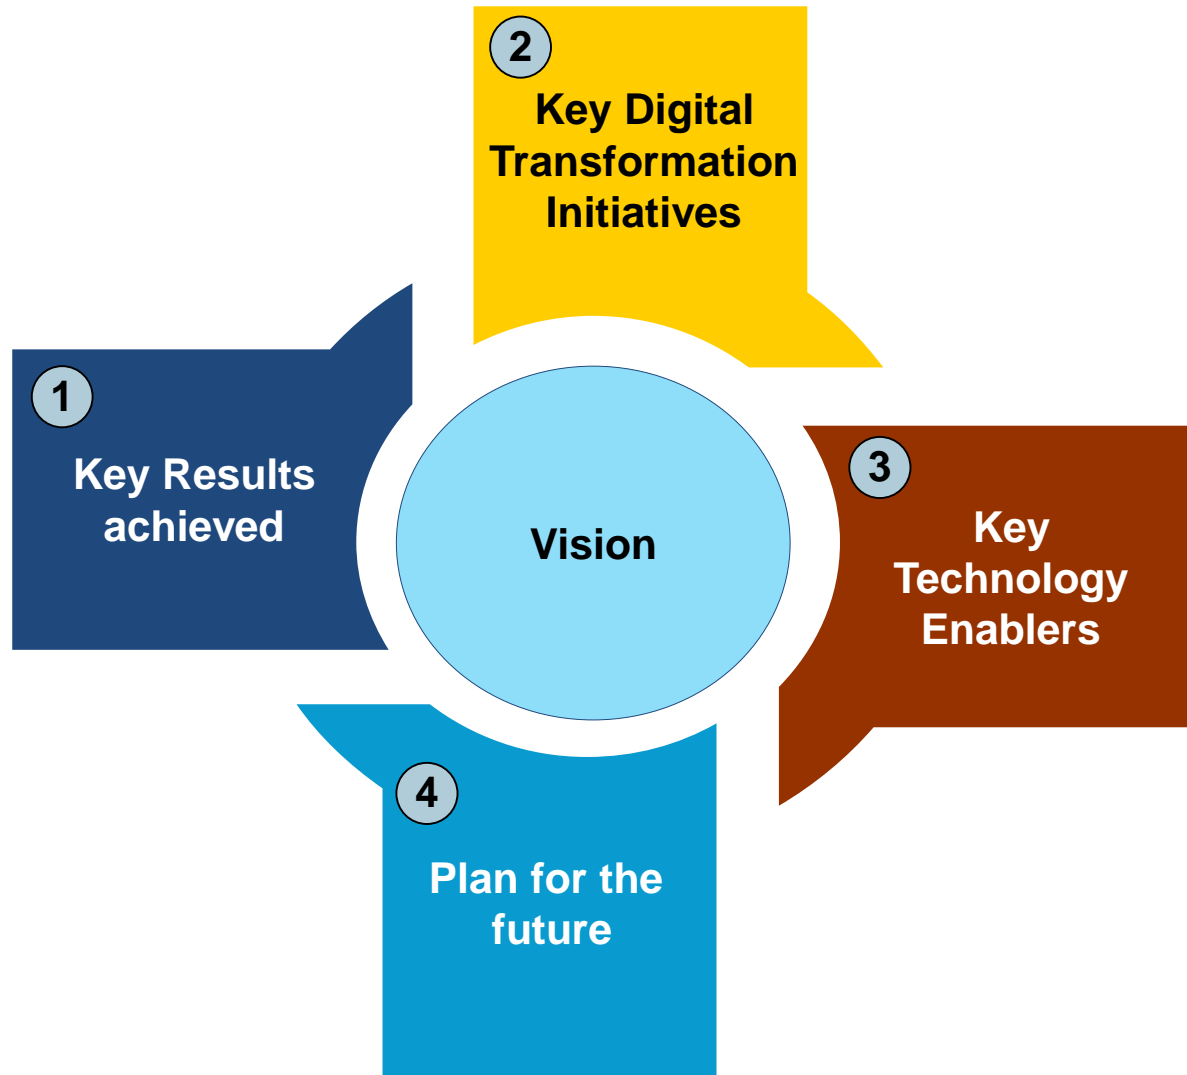 1
Key Results
achieved
2
Key Digital
Transformation
Initiatives
3
Key
Technology
Enablers
4
Plan for the
future
Vision